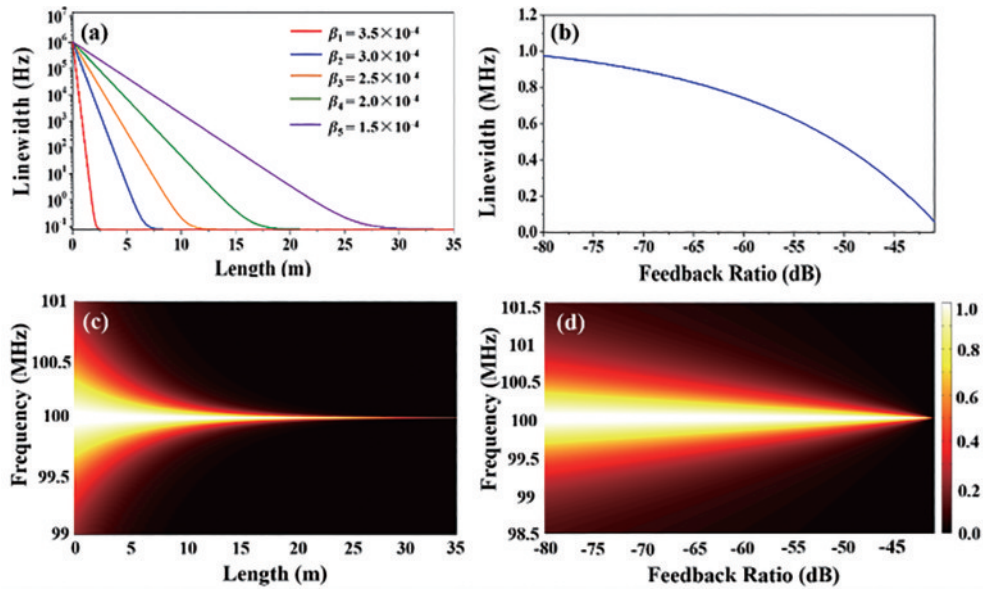 (a)
Linewidth (Hz)
10⁷
10⁶
10⁵
10⁴
10³
10²
10¹
10⁰
10⁻¹
β₁ = 3.5×10⁻⁴
β₂ = 3.0×10⁻⁴
β₃ = 2.5×10⁻⁴
β₄ = 2.0×10⁻⁴
β₅ = 1.5×10⁻⁴
0 5 10 15 20 25 30 35
Length (m)
(b)
Linewidth (MHz)
1.2
1.0
0.8
0.6
0.4
0.2
0.0
-80 -75 -70 -65 -60 -55 -50 -45
Feedback Ratio (dB)
(c)
Frequency (MHz)
101
100.5
100
99.5
99
0 5 10 15 20 25 30 35
Length (m)
(d)
Frequency (MHz)
101.5
101
100.5
100
99.5
99
98.5
-80 -75 -70 -65 -60 -55 -50 -45
Feedback Ratio (dB)
1.0
0.8
0.6
0.4
0.2
0.0